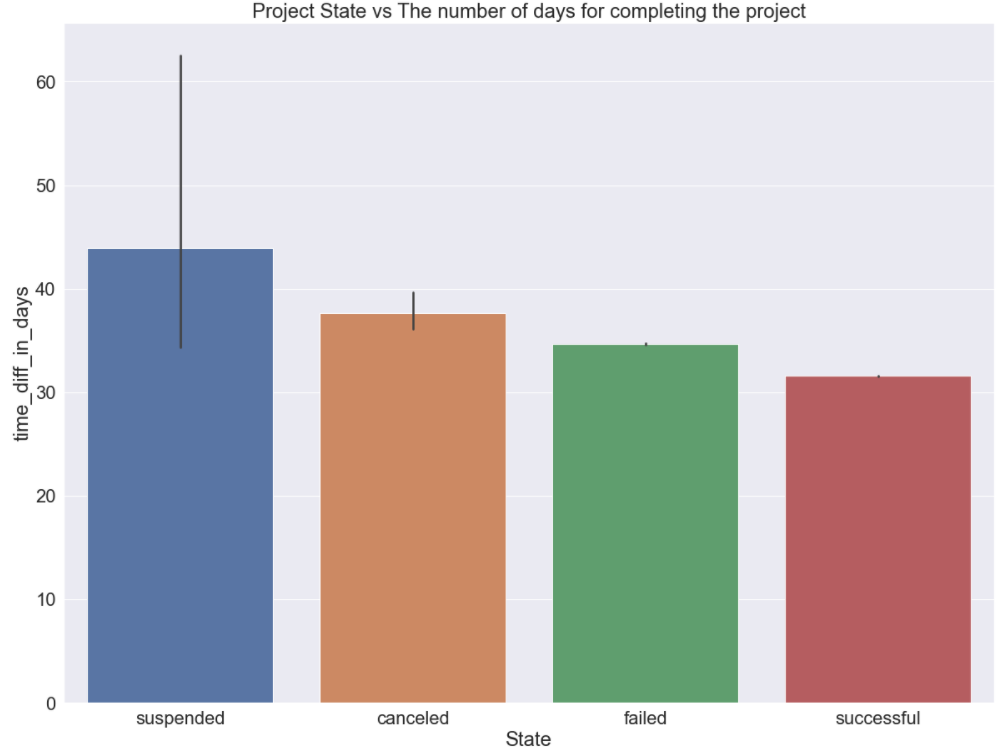 Project State vs The number of days for completing the project
time_diff_in_days
60
50
40
30
20
10
0
suspended canceled failed successful
State